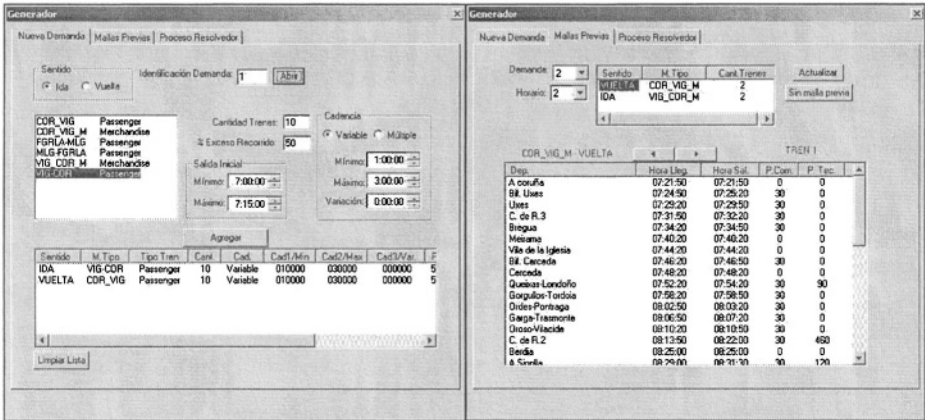 Generador
Nueva Demanda | Mallas Previas | Proceso Resolvedor
Sentido
Ida Vuelta
Identificación Demanda: 1 Abrir
COR_VIG Passenger
COR_VIG_M Merchandise
FGRLA-MLG Passenger
MLG-FGRLA Passenger
VIG_COR_M Merchandise
VIG-COR Passenger
Cantidad Trenes: 10
% Exceso Recorrido: 50
Salida Inicial
Mínimo: 7:00:00
Máximo: 7:15:00
Cadencia
Variable Múltiple
Mínimo: 1:00:00
Máximo: 3:00:00
Variación: 0:00:00
Agregar
Sentido M.Tipo Tipo Tren Cant. Cad. Cad1/Min Cad2/Max Cad3/Var.
IDA VIG-COR Passenger 10 Variable 010000 030000 000000 5
VUELTA COR_VIG Passenger 10 Variable 010000 030000 000000 5
Limpiar Lista
Generador
Nueva Demanda | Mallas Previas | Proceso Resolvedor
Demanda: 2
Horario: 2
Sentido M.Tipo Cant.Trenes
VUELTA COR_VIG_M 2
IDA VIG_COR_M 2
Actualizar
Sin malla previa
COR_VIG_M - VUELTA
TREN 1
Dep. Hora Lleg. Hora Sal. P.Com. P. Tec.
A coruña 07:21:50 07:21:50 0 0
Bif. Uxes 07:24:50 07:25:20 30 0
Uxes 07:29:20 07:29:50 30 0
C. de R.3 07:31:50 07:32:20 30 0
Bregua 07:34:20 07:34:50 30 0
Meirama 07:40:20 07:40:20 0 0
Vila de la Iglesia 07:44:20 07:44:20 0 0
Bif. Cerceda 07:46:20 07:46:50 30 0
Cerceda 07:48:20 07:48:20 0 0
Queixas-Londoño 07:52:20 07:54:20 30 90
Gorgullos-Tordoia 07:58:20 07:58:50 30 0
Ordes-Pontraga 08:02:50 08:03:20 30 0
Garga-Trasmonte 08:06:50 08:07:20 30 0
Oroso-Vilacide 08:10:20 08:10:50 30 0
C. de R.2 08:13:50 08:22:00 30 460
Berdia 08:25:00 08:25:00 0 0
A Sionlla 08:29:00 08:31:30 30 120